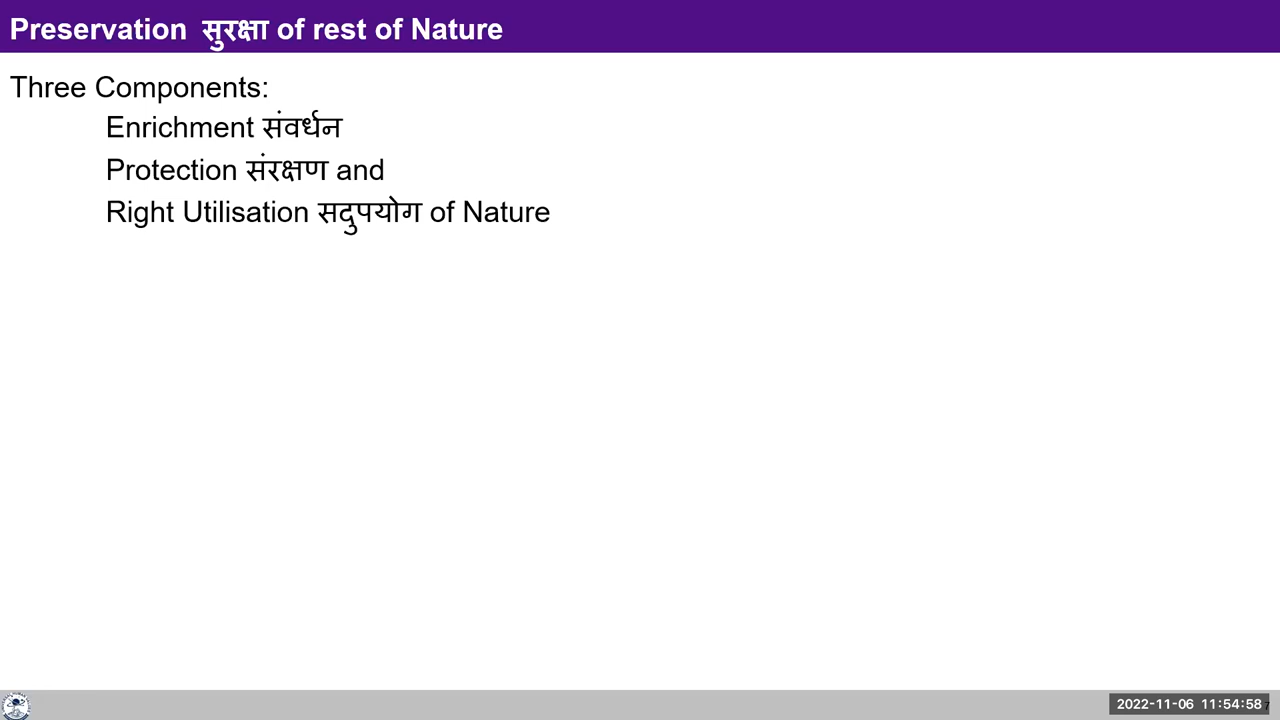 Preservation सुरक्षा of rest of Nature
Three Components:
Enrichment संवर्धन
Protection संरक्षण and
Right Utilisation सदुपयोग of Nature
2022-11-06 11:54:58
7